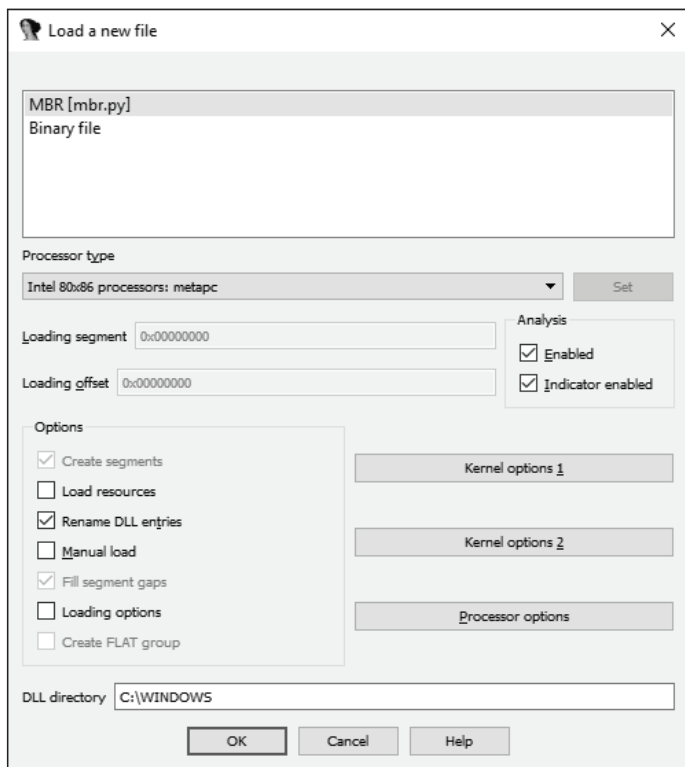 Load a new file
MBR [mbr.py]
Binary file
Processor type
Intel 80x86 processors: metapc
Set
Loading segment 0x00000000
Loading offset 0x00000000
Analysis
Enabled
Indicator enabled
Options
Create segments
Load resources
Rename DLL entries
Manual load
Fill segment gaps
Loading options
Create FLAT group
Kernel options 1
Kernel options 2
Processor options
DLL directory C:\WINDOWS
OK
Cancel
Help